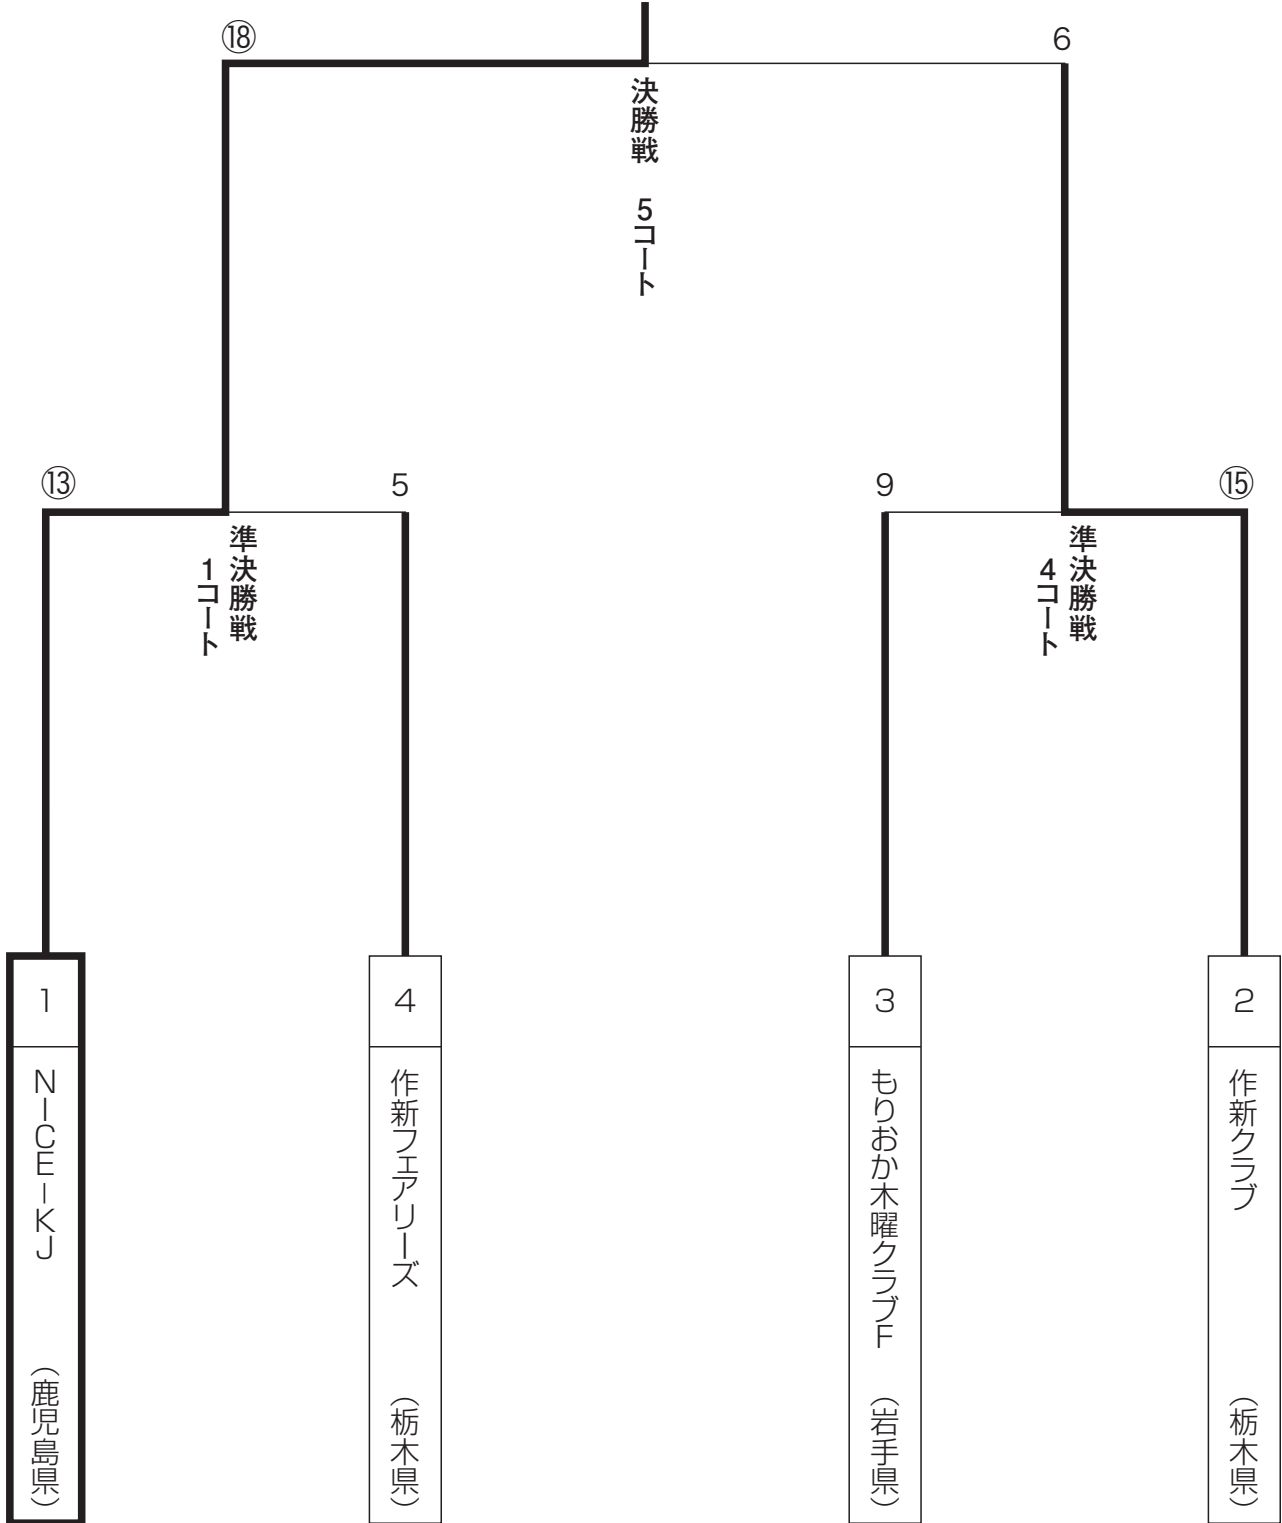 ⑱
6
決勝戦　5コート
⑬
5
9
⑮
準決勝戦
1コート
準決勝戦
4コート
1
NICE－KJ
（鹿児島県）
4
作新フェアリーズ
（栃木県）
3
もりおか木曜クラブF
（岩手県）
2
作新クラブ
（栃木県）